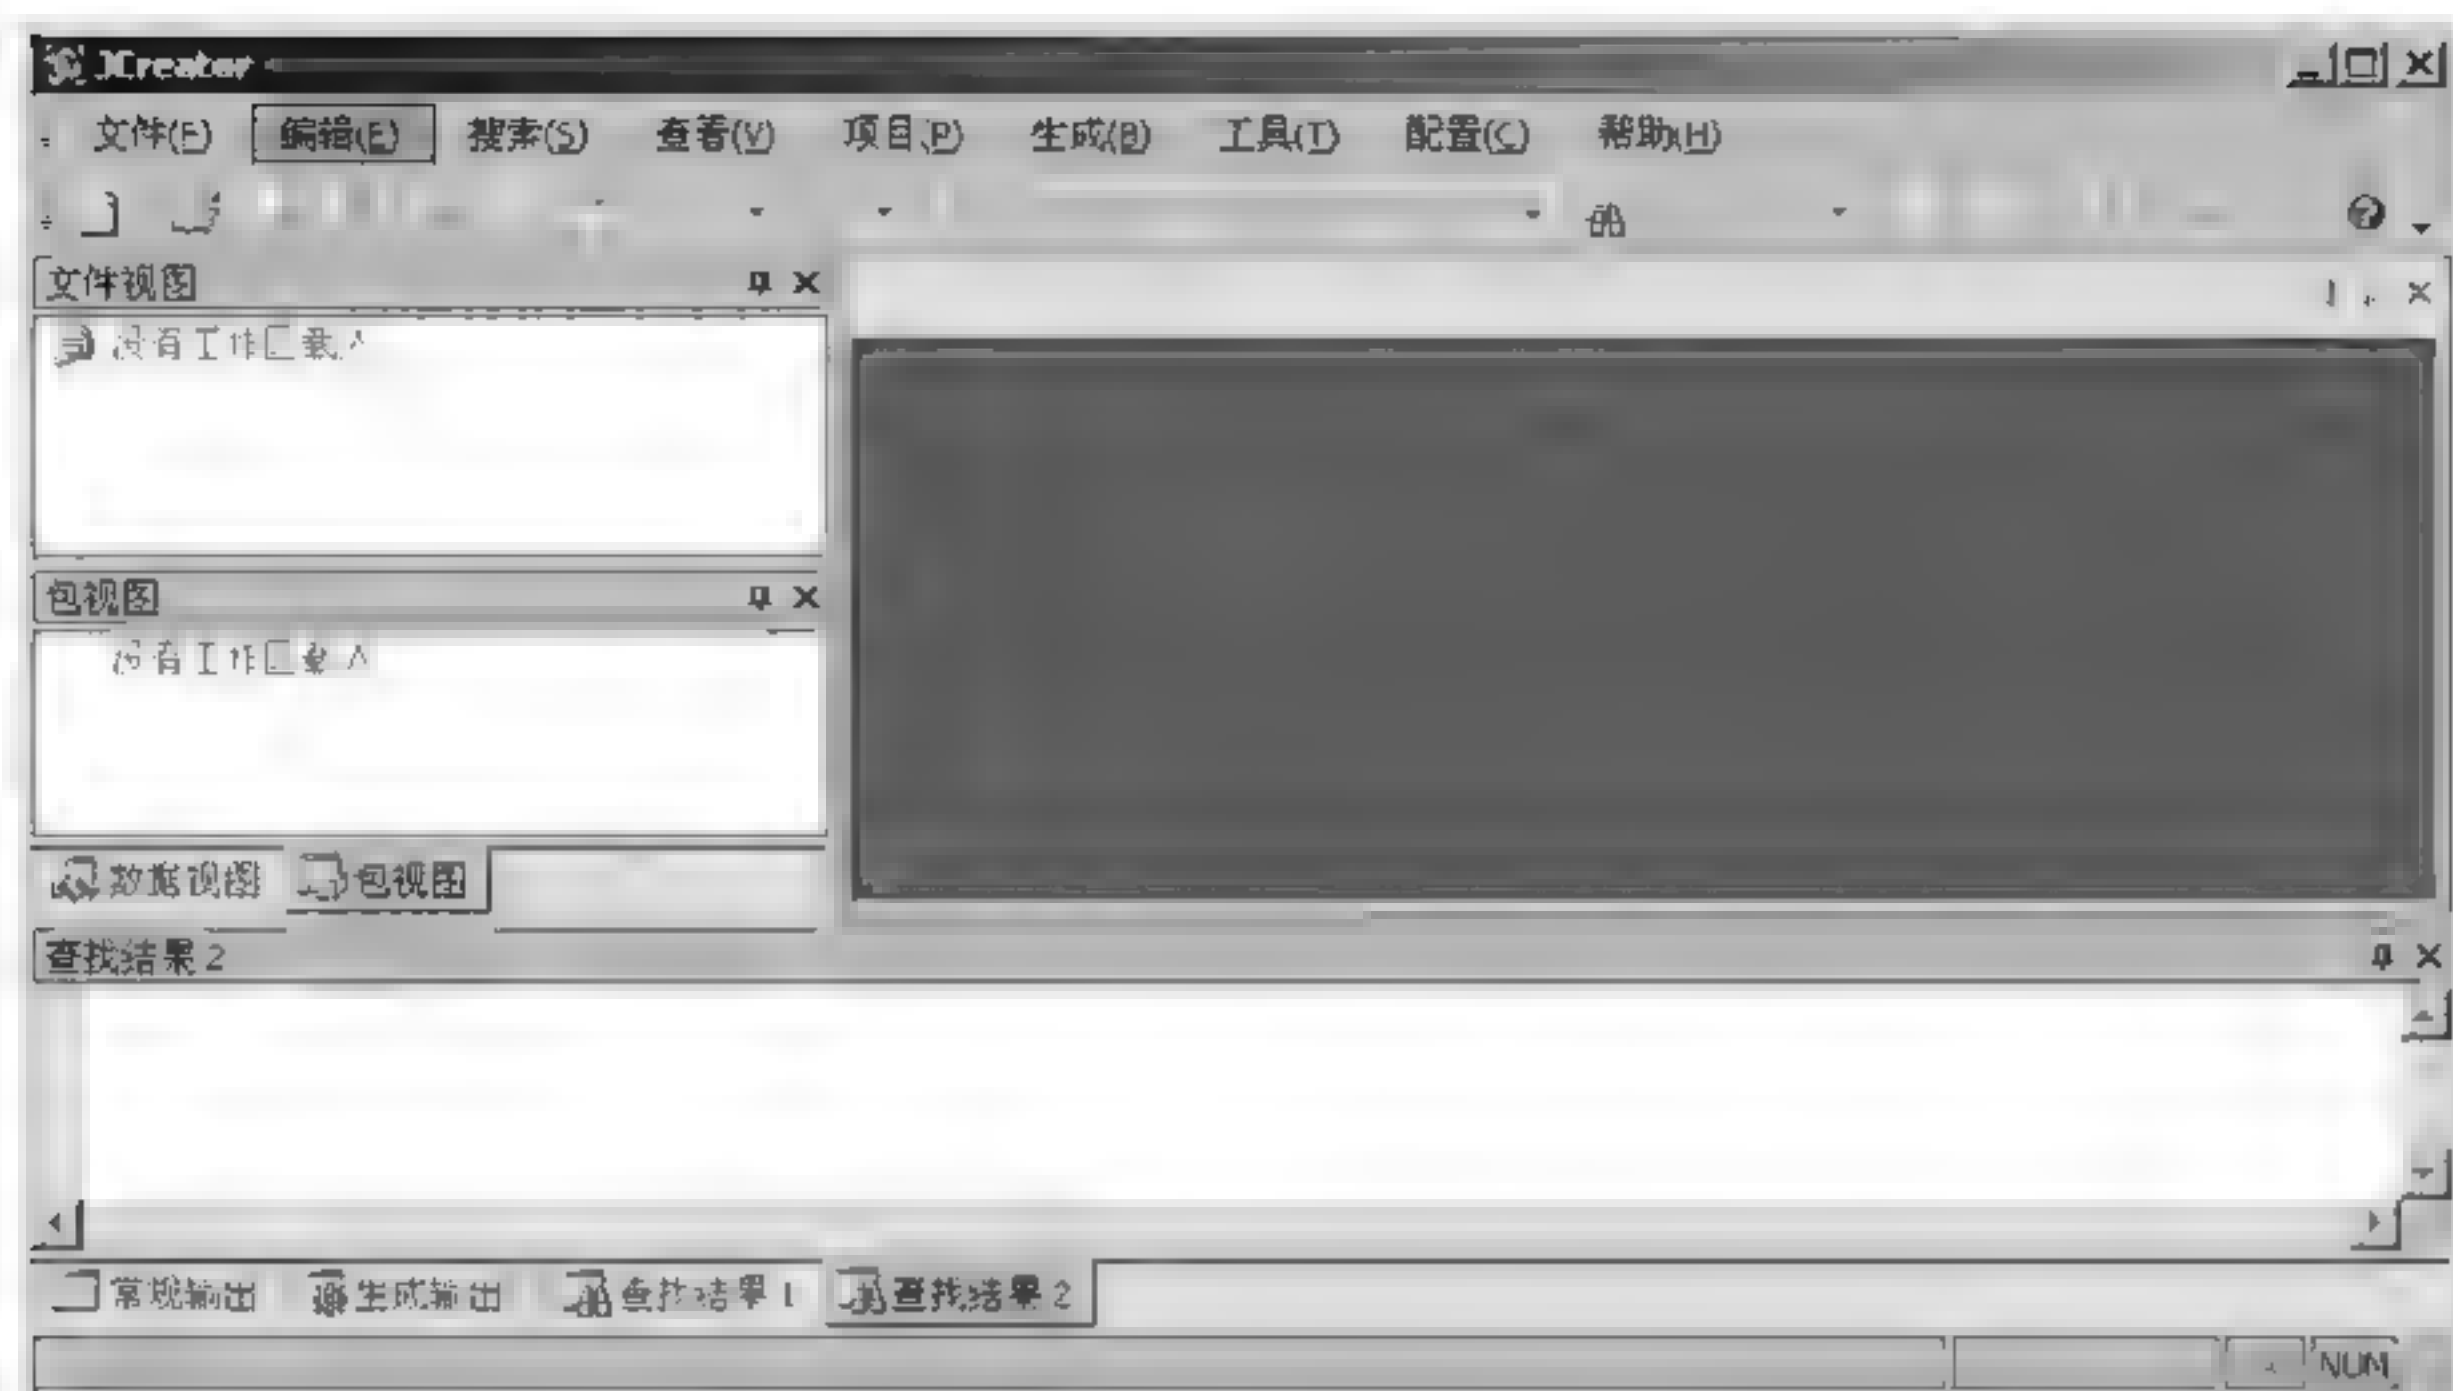 JCreator
文件(F) 编辑(E) 搜索(S) 查看(V) 项目(P) 生成(B) 工具(T) 配置(C) 帮助(H)
文件视图
没有工作区载入
包视图
没有工作区载入
数据视图 包视图
查找结果 2
常规输出 生成输出 查找结果 1 查找结果 2
NUM